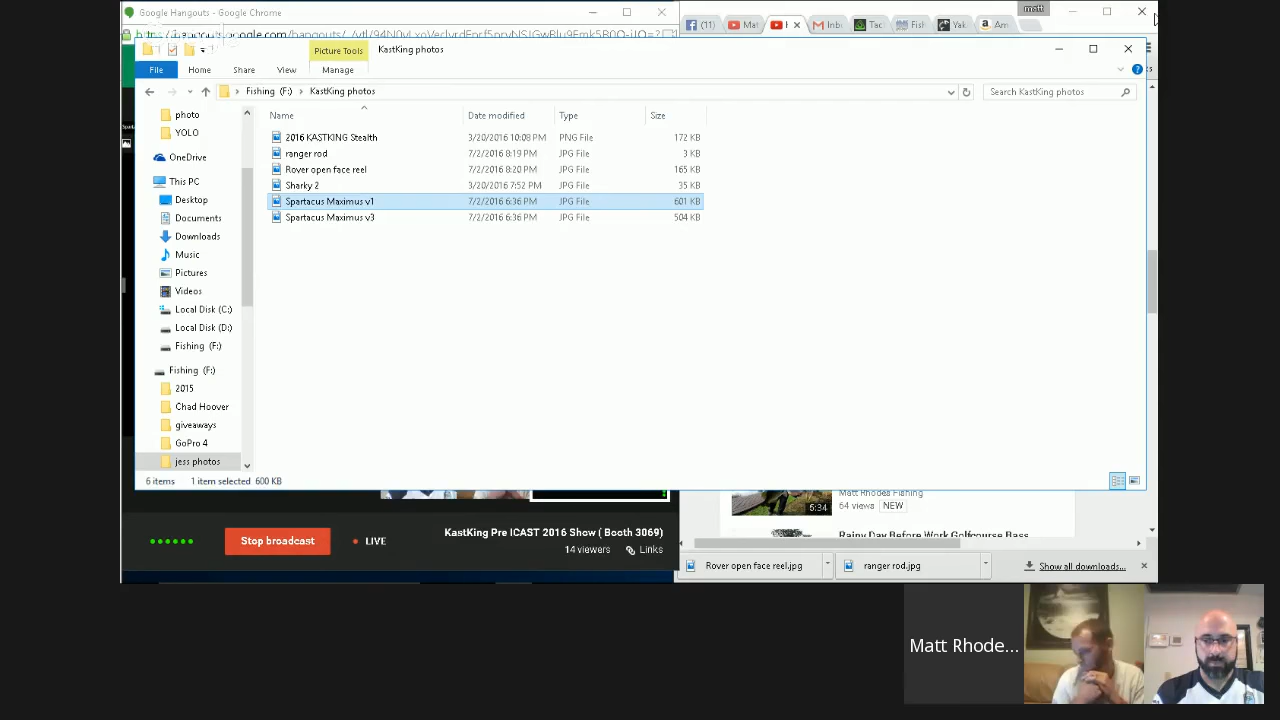 Google Hangouts - Google Chrome
matt
(11)
Mat
Inb
Tac
Fish
Yak
Am
Picture Tools
KastKing photos
File
Home
Share
View
Manage
Fishing (F:)
KastKing photos
Search KastKing photos
Name
Date modified
Type
Size
photo
YOLO
OneDrive
This PC
Desktop
Documents
Downloads
Music
Pictures
Videos
Local Disk (C:)
Local Disk (D:)
Fishing (F:)
Fishing (F:)
2015
Chad Hoover
giveaways
GoPro 4
jess photos
2016 KASTKING Stealth 3/20/2016 10:08 PM PNG File 172 KB
ranger rod 7/2/2016 8:19 PM JPG File 3 KB
Rover open face reel 7/2/2016 8:20 PM JPG File 165 KB
Sharky 2 3/20/2016 7:52 PM JPG File 35 KB
Spartacus Maximus v1 7/2/2016 6:36 PM JPG File 601 KB
Spartacus Maximus v3 7/2/2016 6:36 PM JPG File 504 KB
6 items 1 item selected 600 KB
Matt Rhodes Fishing
64 views NEW
5:34
Rainy Day Before Work Golfcourse Bass
Stop broadcast
LIVE
KastKing Pre ICAST 2016 Show ( Booth 3069)
14 viewers Links
Rover open face reel.jpg
ranger rod.jpg
Show all downloads...
Matt Rhode...